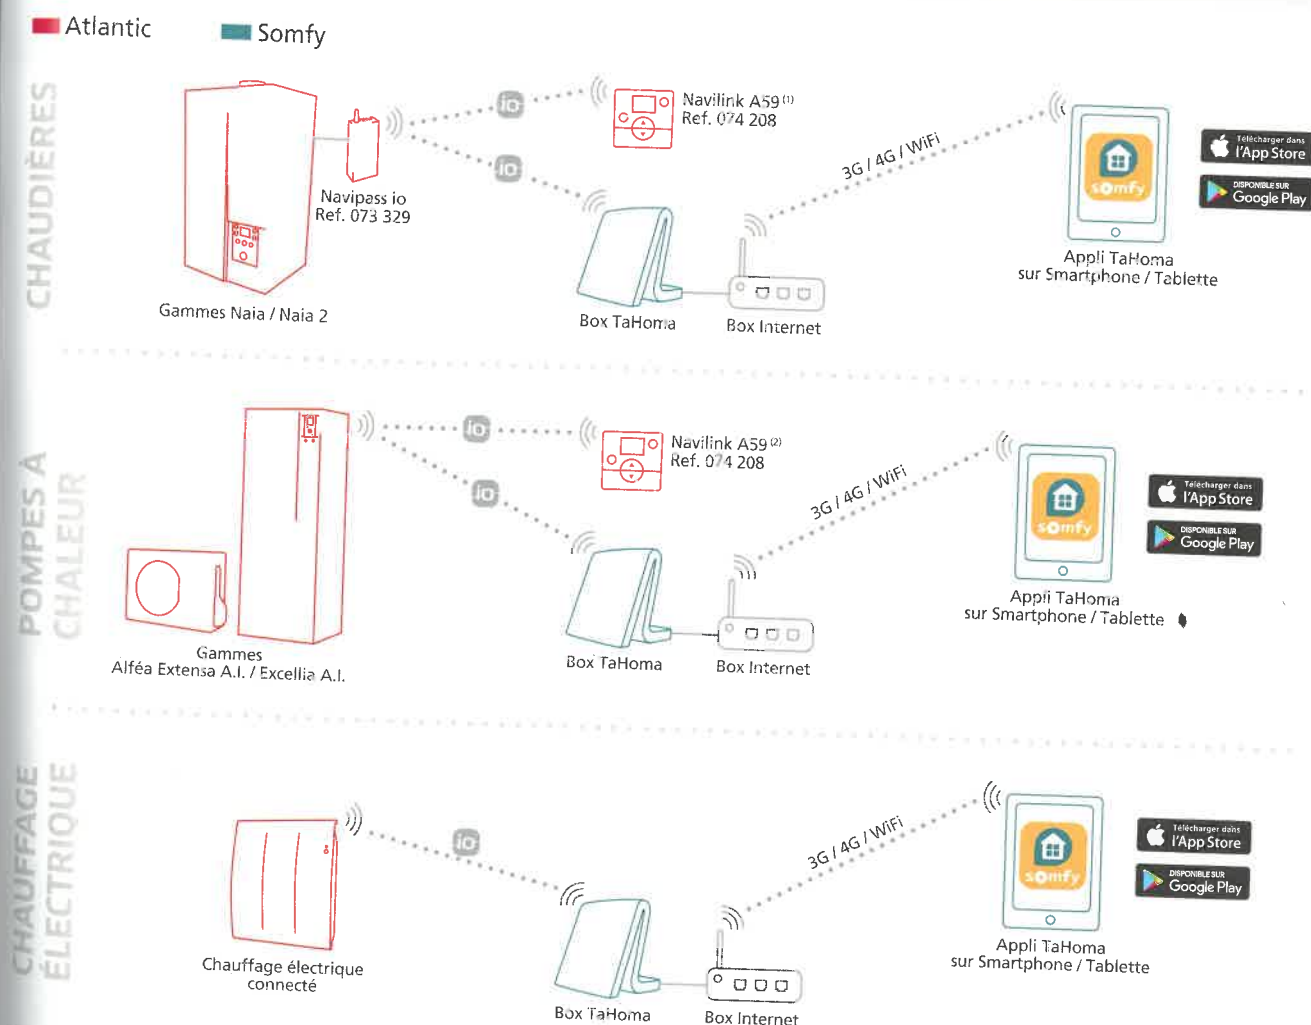 Atlantic
Somfy
CHAUDIÈRES
io
Navilink A59 (1)
Ref. 074 208
io
Navipass io
Ref. 073 329
Gammes Naia / Naia 2
Box TaHoma
Box Internet
3G / 4G / WiFi
somfy
Appli TaHoma
sur Smartphone / Tablette
Télécharger dans
l'App Store
DISPONIBLE SUR
Google Play
POMPES À
CHALEUR
io
Navilink A59 (2)
Ref. 074 208
io
Gammes
Alféa Extensa A.I. / Excellia A.I.
Box TaHoma
Box Internet
3G / 4G / WiFi
somfy
Appli TaHoma
sur Smartphone / Tablette
Télécharger dans
l'App Store
DISPONIBLE SUR
Google Play
CHAUFFAGE
ÉLECTRIQUE
io
Chauffage électrique
connecté
Box TaHoma
Box Internet
3G / 4G / WiFi
somfy
Appli TaHoma
sur Smartphone / Tablette
Télécharger dans
l'App Store
DISPONIBLE SUR
Google Play